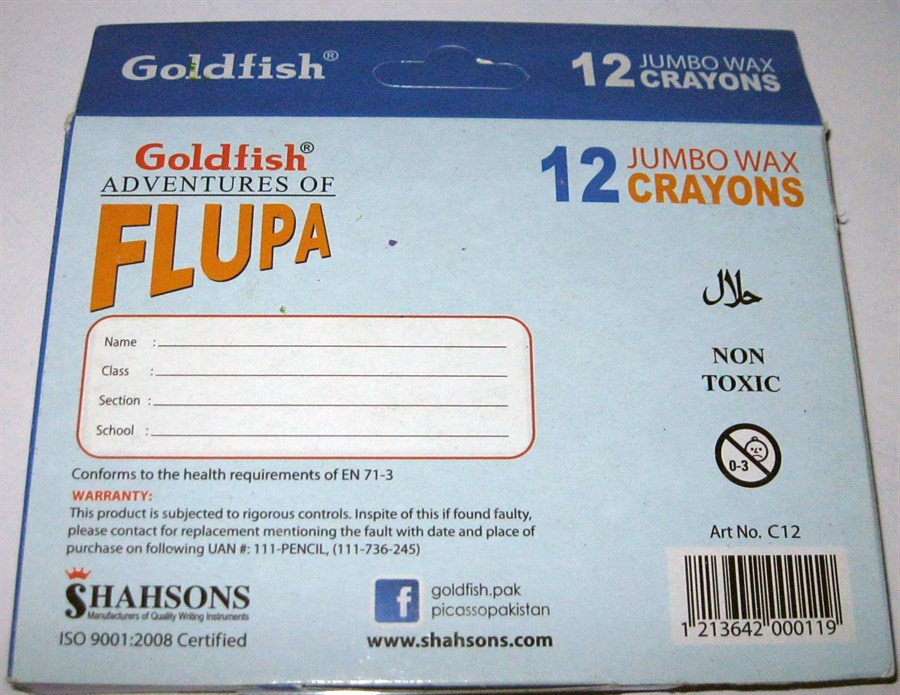 Goldfish®
12 JUMBO WAX CRAYONS
Goldfish®
ADVENTURES OF
FLUPA
12 JUMBO WAX CRAYONS
حلال
NON
TOXIC
0-3
Name :
Class :
Section :
School :
Conforms to the health requirements of EN 71-3
WARRANTY:
This product is subjected to rigorous controls. Inspite of this if found faulty,
please contact for replacement mentioning the fault with date and place of
purchase on following UAN #: 111-PENCIL, (111-736-245)
SHAHSONS
Manufacturers of Quality Writing Instruments
ISO 9001:2008 Certified
f
goldfish.pak
picassopakistan
www.shahsons.com
Art No. C12
1 213642 000119